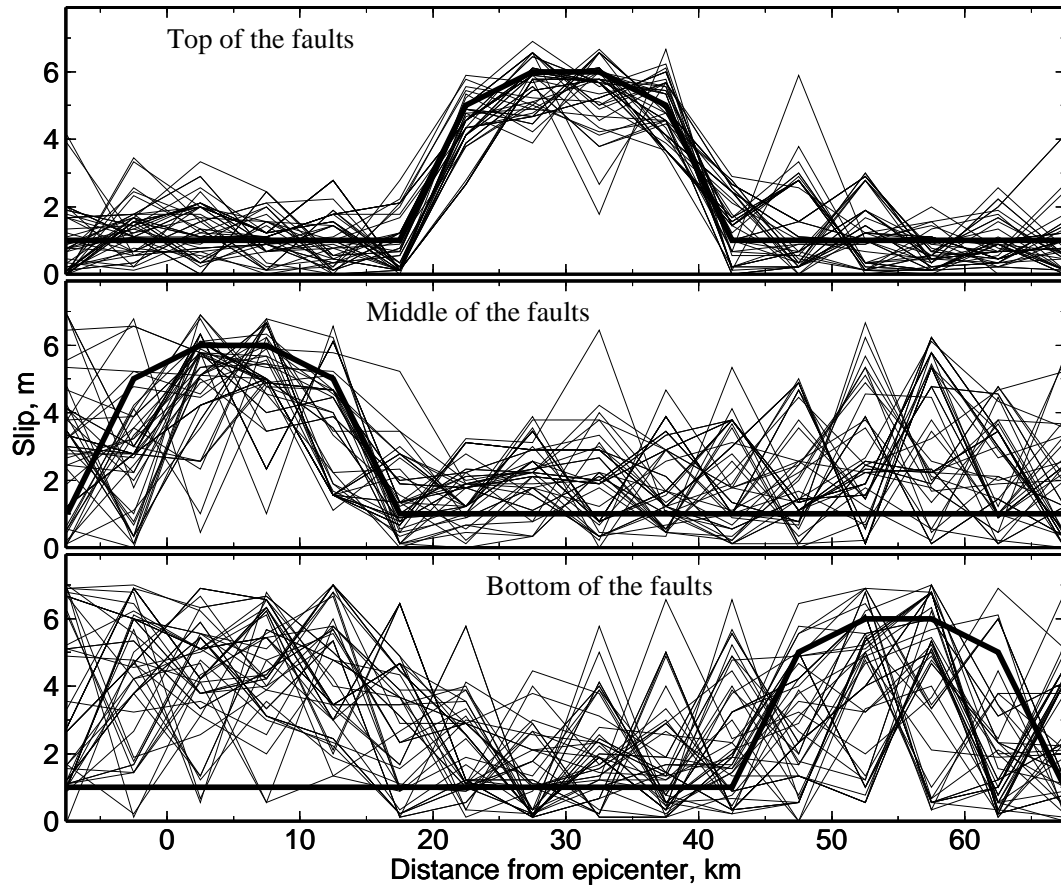 Top of the faults
6
4
2
0
Middle of the faults
6
4
2
0
Slip, m
Bottom of the faults
6
4
2
0
0 10 20 30 40 50 60
Distance from epicenter, km